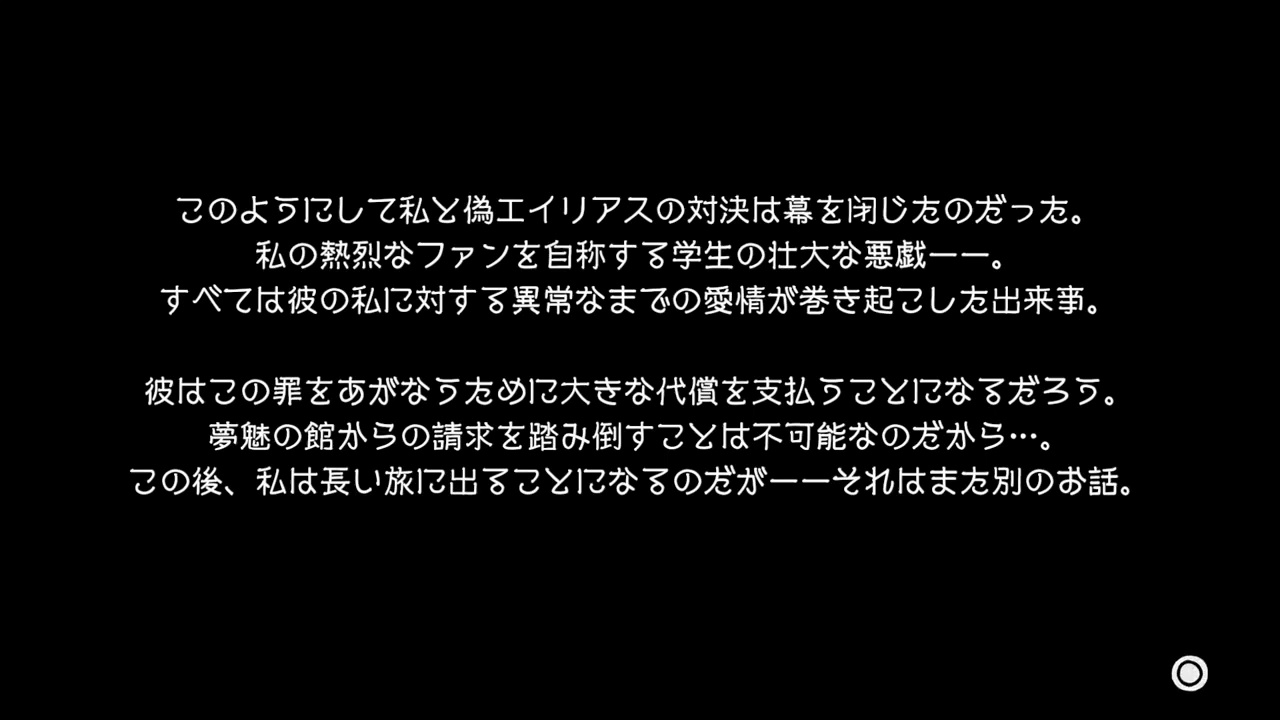 このようにして私と偽エイリアスの対決は幕を閉じたのだった。
私の熱烈なファンを自称する学生の壮大な悪戯ーー。
すべては彼の私に対する異常なまでの愛情が巻き起こした出来事。
彼はこの罪をあがなうために大きな代償を支払うことになるだろう。
夢魅の館からの請求を踏み倒すことは不可能なのだから…。
この後、私は長い旅に出ることになるのだがーーそれはまた別のお話。